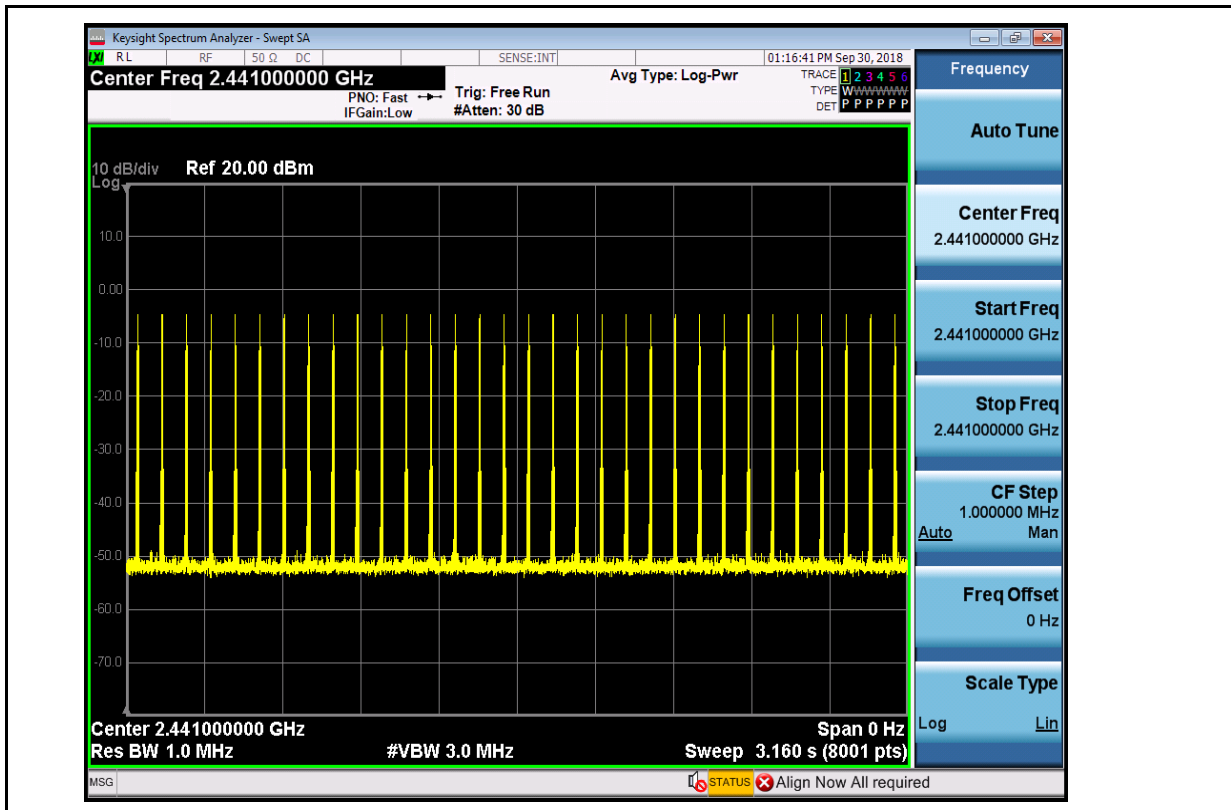 Keysight Spectrum Analyzer - Swept SA
LXI RL RF 50 Ω DC SENSE:INT 01:16:41 PM Sep 30, 2018
Center Freq 2.441000000 GHz
PNO: Fast
IFGain:Low
Trig: Free Run
#Atten: 30 dB
Avg Type: Log-Pwr
TRACE 1 2 3 4 5 6
TYPE WWWWWW
DET P P P P P P
10 dB/div Ref 20.00 dBm
Log
10.0
0.00
-10.0
-20.0
-30.0
-40.0
-50.0
-60.0
-70.0
Center 2.441000000 GHz Span 0 Hz
Res BW 1.0 MHz #VBW 3.0 MHz Sweep 3.160 s (8001 pts)
MSG STATUS Align Now All required
Frequency
Auto Tune
Center Freq
2.441000000 GHz
Start Freq
2.441000000 GHz
Stop Freq
2.441000000 GHz
CF Step
1.000000 MHz
Auto Man
Freq Offset
0 Hz
Scale Type
Log Lin